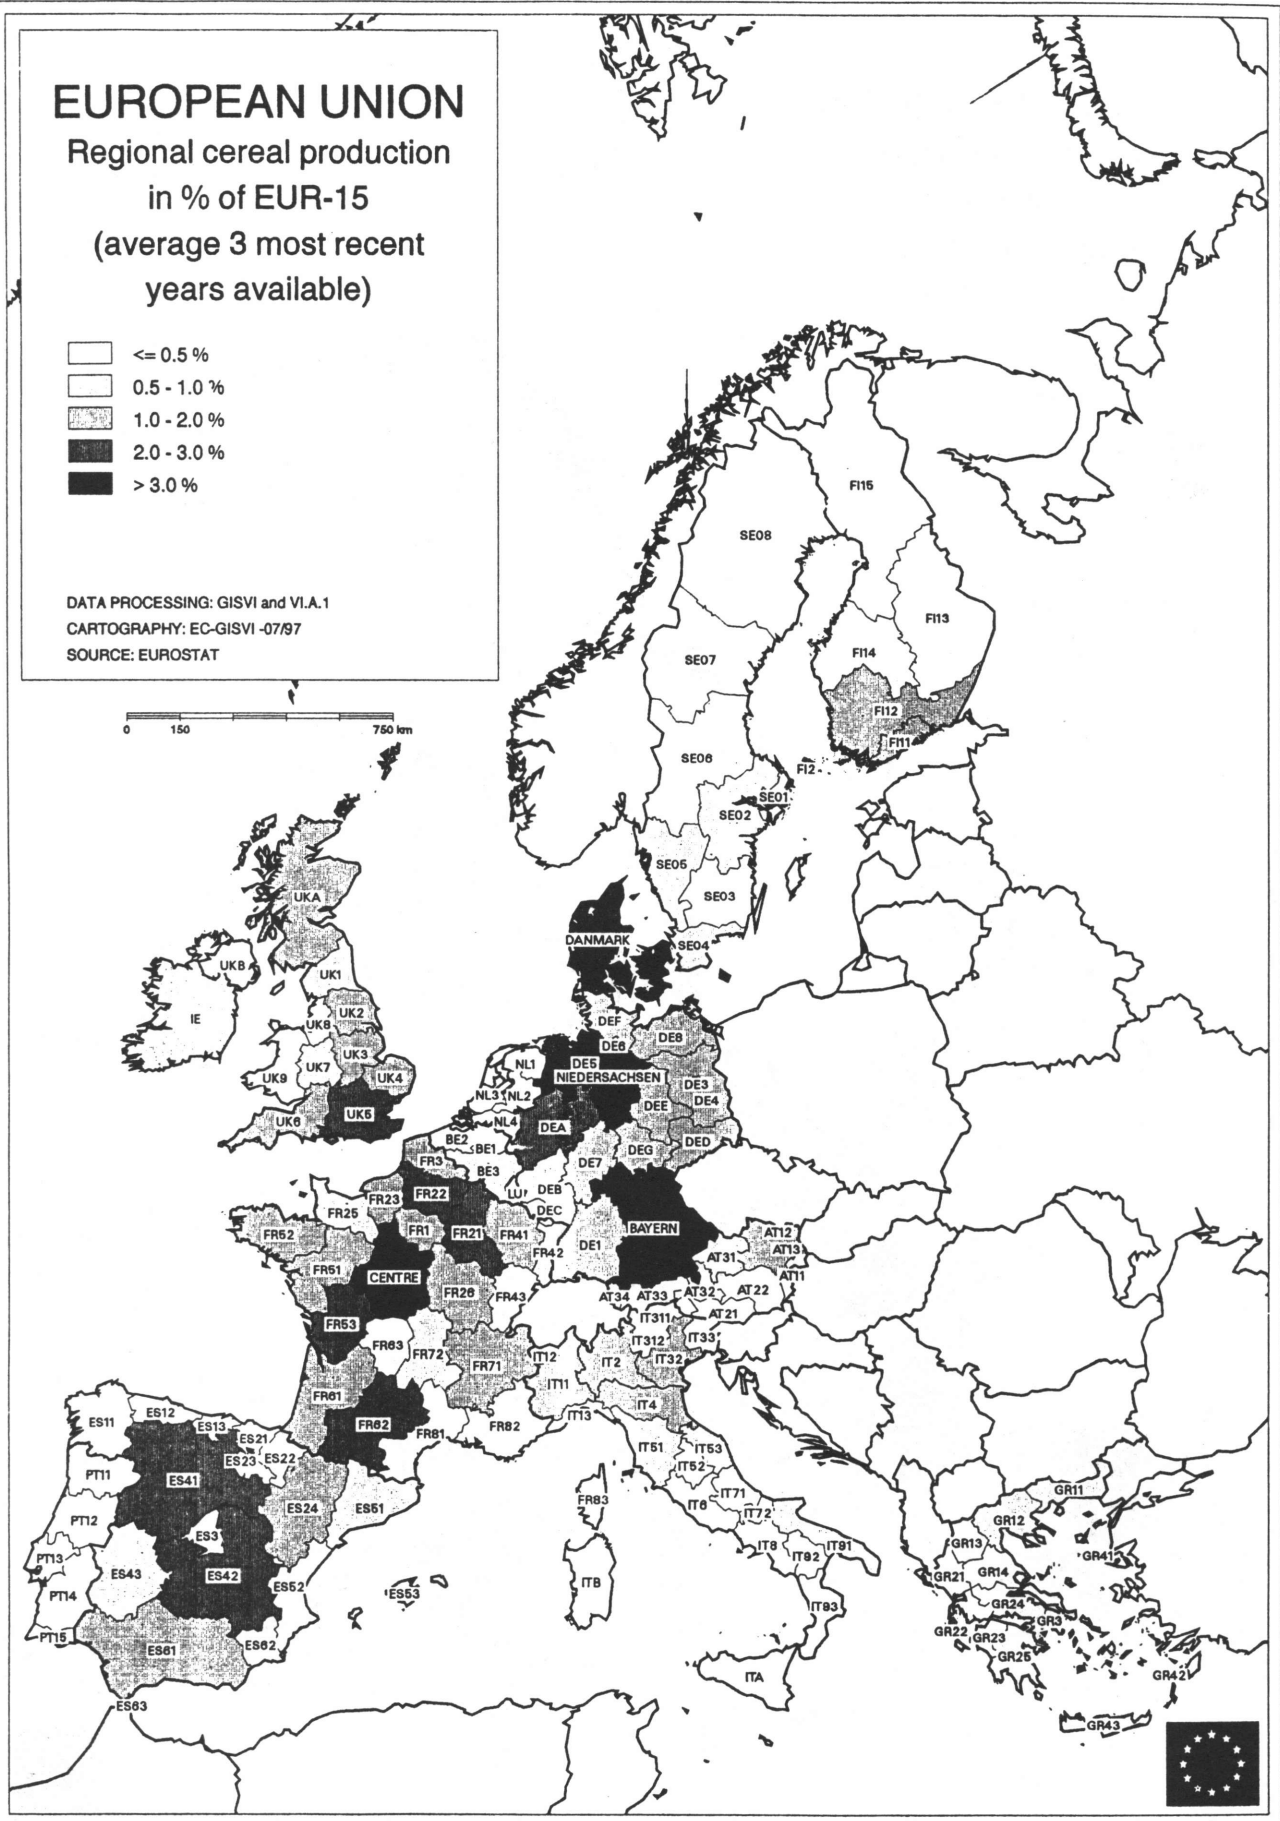 EUROPEAN UNION
Regional cereal production
in % of EUR-15
(average 3 most recent
years available)
<= 0.5 %
0.5 - 1.0 %
1.0 - 2.0 %
2.0 - 3.0 %
> 3.0 %
DATA PROCESSING: GISVI and VI.A.1
CARTOGRAPHY: EC-GISVI -07/97
SOURCE: EUROSTAT
0 150 750 km
FI15
SE08
FI13
FI14
SE07
FI12
FI11
SE06
FI2
SE01
SE02
SE05
SE03
UKA
DANMARK
SE04
UKB
UK1
IE
UK2
UK8
DEF
DE6
DE8
UK3
UK7
UK9
UK4
NL1
DE5
NIEDERSACHSEN
DE3
DE4
NL3
NL2
DEE
UK5
UK6
NL4
DEA
BE2
BE1
DED
DEG
FR3
BE3
DE7
FR22
FR23
LU
DEB
DEC
FR25
FR52
FR1
FR21
FR41
DE1
BAYERN
AT12
AT13
FR42
AT31
FR51
CENTRE
AT11
FR26
FR43
AT34
AT33
AT32
AT22
AT21
FR53
IT311
IT312
IT33
FR63
FR72
FR71
IT12
IT2
IT32
IT11
FR61
IT4
IT13
ES11
ES12
ES13
ES21
FR62
FR81
FR82
IT51
IT53
ES23
ES22
IT52
PT11
ES41
IT71
GR11
ES24
ES51
FR83
IT6
IT72
GR12
PT12
ES3
GR13
IT8
IT92
IT91
GR41
PT13
ES43
ES42
ES52
ES53
ITB
GR21
GR14
PT14
IT93
GR24
GR3
PT15
ES61
ES62
GR22
GR23
GR25
ITA
GR42
ES63
GR43